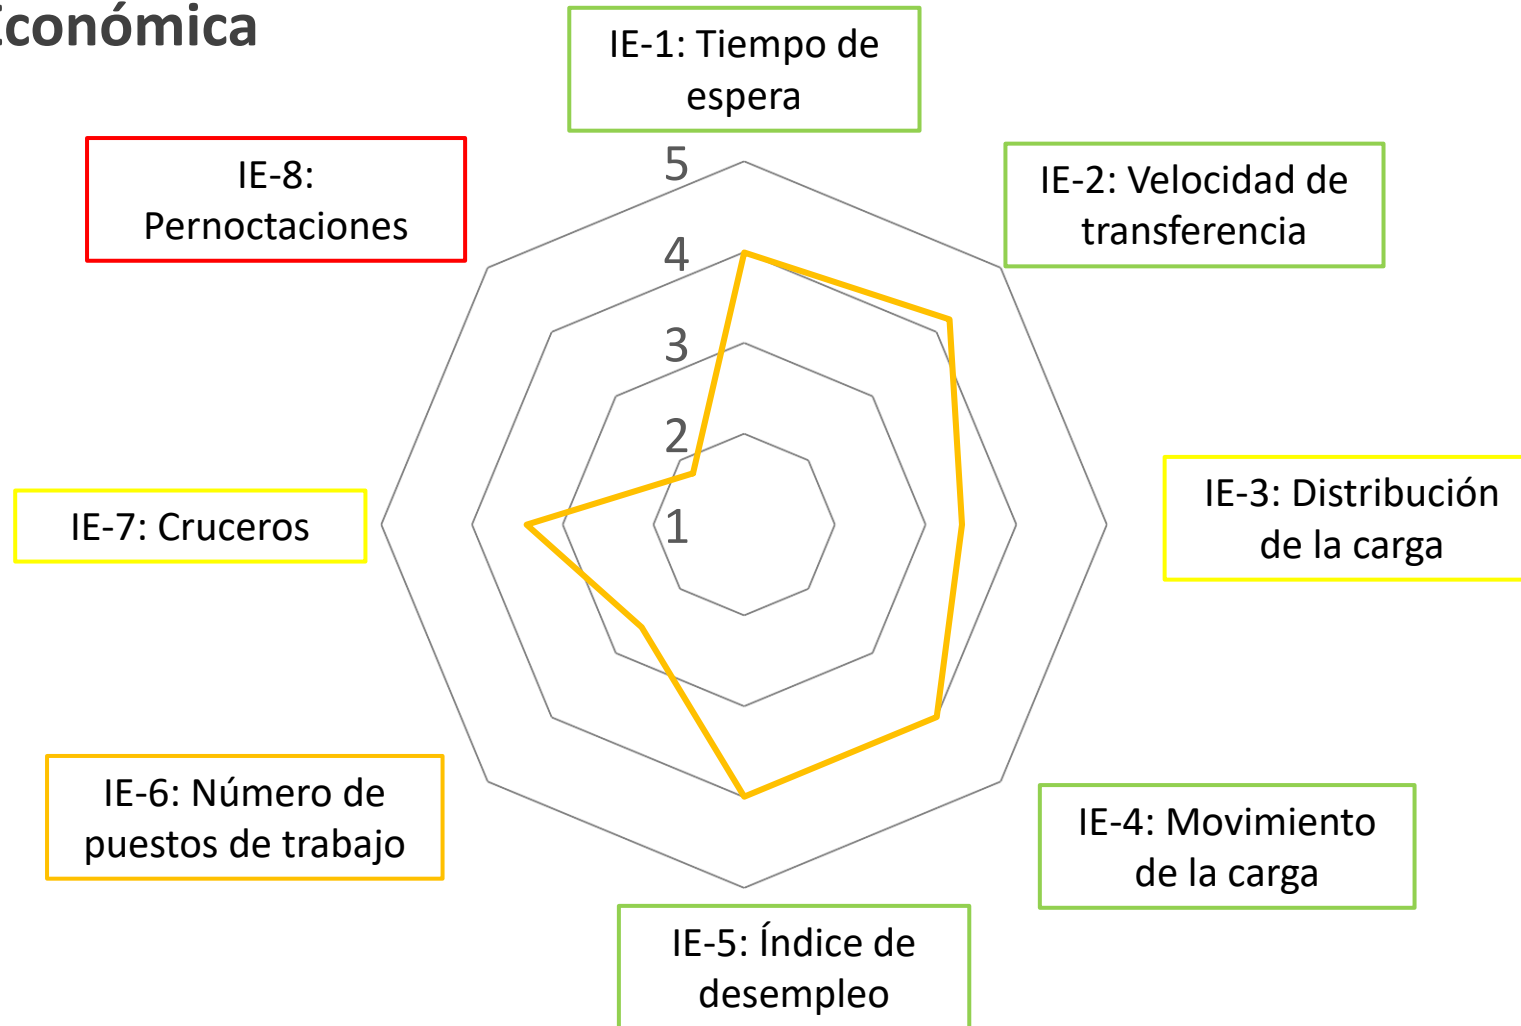 Económica
IE-1: Tiempo de
espera
IE-8:
Pernoctaciones
IE-2: Velocidad de
transferencia
5
4
3
2
1
IE-7: Cruceros
IE-3: Distribución
de la carga
IE-6: Número de
puestos de trabajo
IE-4: Movimiento
de la carga
IE-5: Índice de
desempleo